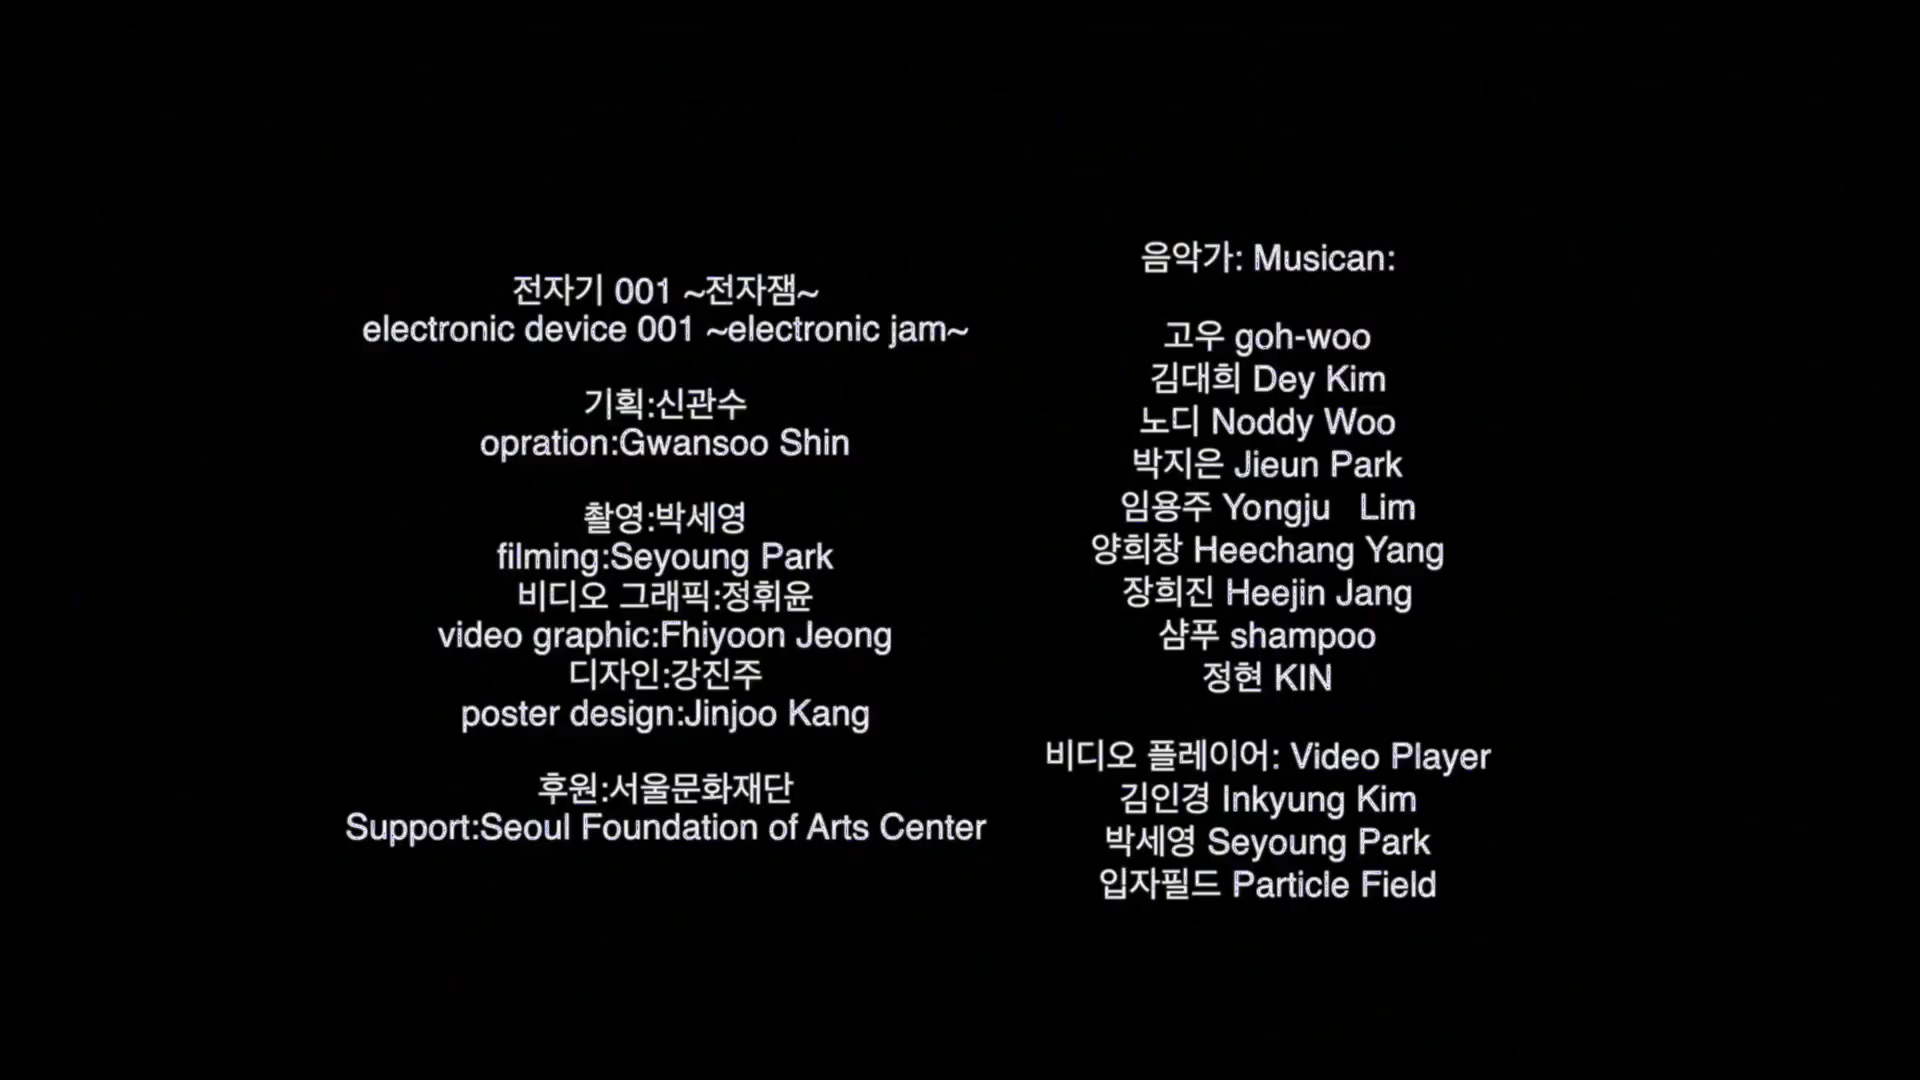 전자기 001 ~전자잼~
electronic device 001 ~electronic jam~
기획:신관수
opration:Gwansoo Shin
촬영:박세영
filming:Seyoung Park
비디오 그래픽:정휘윤
video graphic:Fhiyoon Jeong
디자인:강진주
poster design:Jinjoo Kang
후원:서울문화재단
Support:Seoul Foundation of Arts Center
음악가: Musican:
고우 goh-woo
김대희 Dey Kim
노디 Noddy Woo
박지은 Jieun Park
임용주 Yongju Lim
양희창 Heechang Yang
장희진 Heejin Jang
샴푸 shampoo
정현 KIN
비디오 플레이어: Video Player
김인경 Inkyung Kim
박세영 Seyoung Park
입자필드 Particle Field